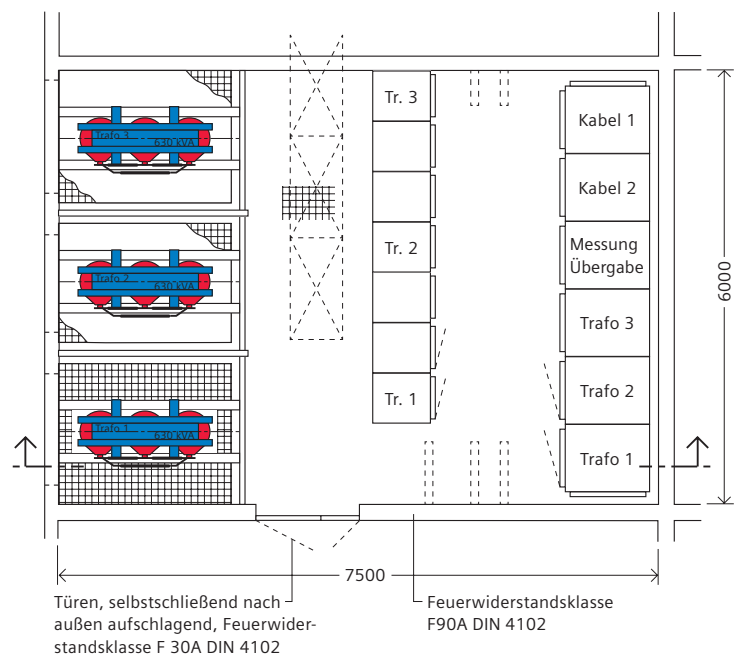 Trafo 3
630 kVA
Trafo 2
630 kVA
Trafo 1
630 kVA
Tr. 3
Tr. 2
Tr. 1
Kabel 1
Kabel 2
Messung
Übergabe
Trafo 3
Trafo 2
Trafo 1
6000
7500
Türen, selbstschließend nach
außen aufschlagend, Feuerwider-
standsklasse F 30A DIN 4102
Feuerwiderstandsklasse
F90A DIN 4102